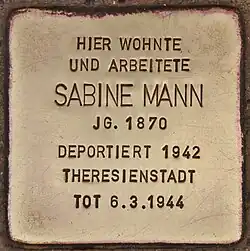 HIER WOHNTE
UND ARBEITETE
SABINE MANN
JG. 1870
DEPORTIERT 1942
THERESIENSTADT
TOT 6.3.1944